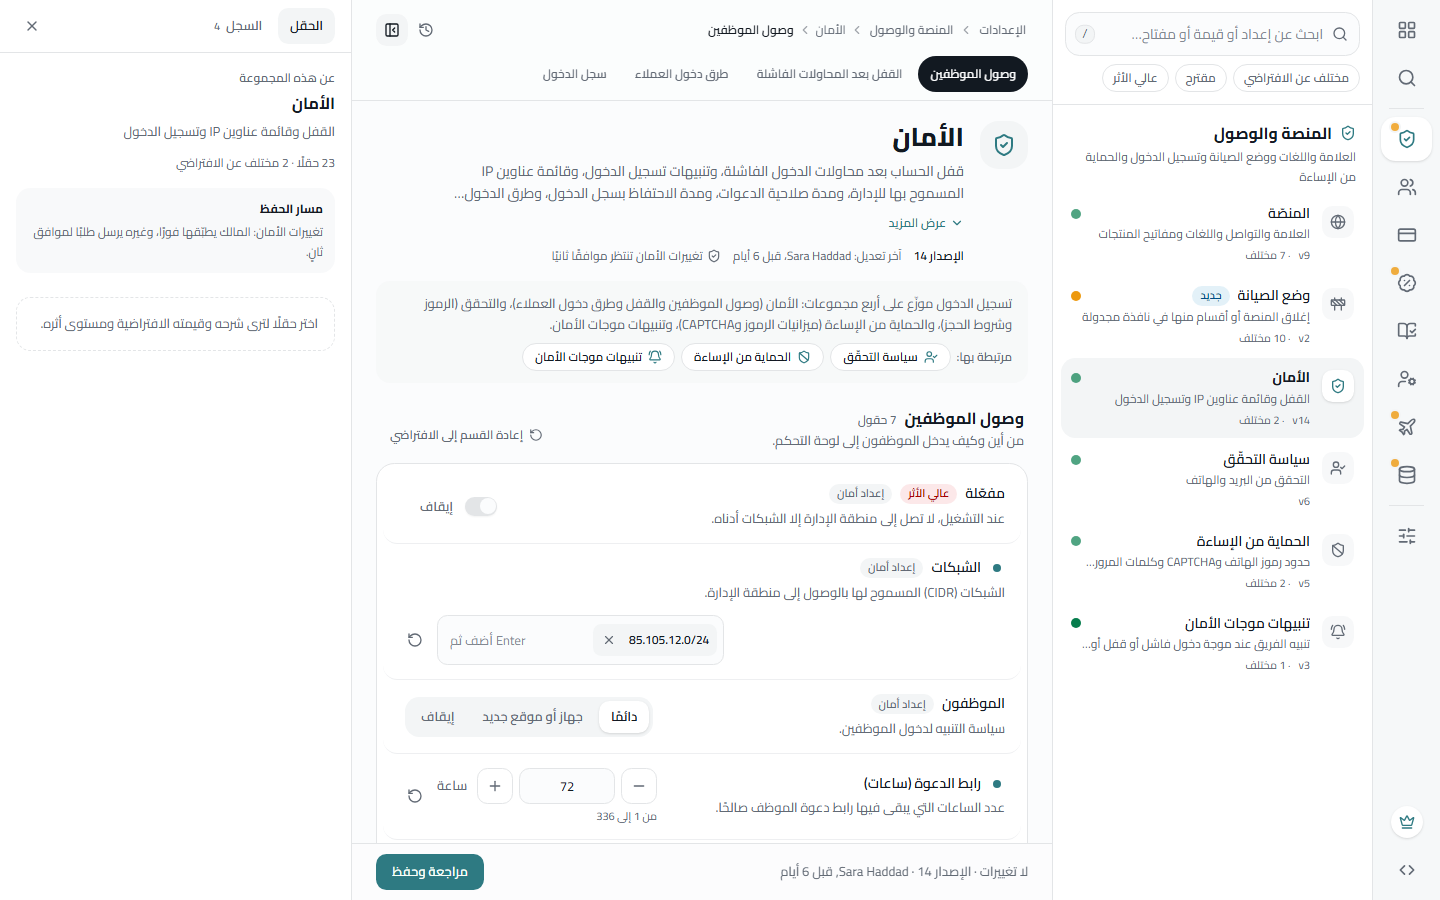 ابحث عن إعداد أو قيمة أو مفتاح...
/
مختلف عن الافتراضي
مقترح
عالي الأثر
المنصة والوصول
العلامة واللغات ووضع الصيانة وتسجيل الدخول والحماية
من الإساءة
المنصّة
العلامة والتواصل واللغات ومفاتيح المنتجات
v9 · 7 مختلف
وضع الصيانة
جديد
إغلاق المنصة أو أقسام منها في نافذة مجدولة
v2 · 10 مختلف
الأمان
القفل وقائمة عناوين IP وتسجيل الدخول
v14 · 2 مختلف
سياسة التحقّق
التحقق من البريد والهاتف
v6
الحماية من الإساءة
حدود رموز الهاتف وCAPTCHA وكلمات المرور...
v5 · 2 مختلف
تنبيهات موجات الأمان
تنبيه الفريق عند موجة دخول فاشل أو قفل أو...
v3 · 1 مختلف
الإعدادات
المنصة والوصول
الأمان
وصول الموظفين
وصول الموظفين
القفل بعد المحاولات الفاشلة
طرق دخول العملاء
سجل الدخول
الأمان
قفل الحساب بعد محاولات الدخول الفاشلة، وتنبيهات تسجيل الدخول، وقائمة عناوين IP
المسموح بها للإدارة، ومدة صلاحية الدعوات، ومدة الاحتفاظ بسجل الدخول، وطرق الدخول...
عرض المزيد
الإصدار 14
آخر تعديل: Sara Haddad، قبل 6 أيام
تغييرات الأمان تنتظر موافقًا ثانيًا
تسجيل الدخول موزّع على أربع مجموعات: الأمان (وصول الموظفين والقفل وطرق دخول العملاء)، والتحقق (الرموز
وشروط الحجز)، والحماية من الإساءة (ميزانيات الرموز وCAPTCHA)، وتنبيهات موجات الأمان.
مرتبطة بها:
سياسة التحقّق
الحماية من الإساءة
تنبيهات موجات الأمان
وصول الموظفين
7 حقول
من أين وكيف يدخل الموظفون إلى لوحة التحكم.
إعادة القسم إلى الافتراضي
مفعّلة
عالي الأثر
إعداد أمان
عند التشغيل، لا تصل إلى منطقة الإدارة إلا الشبكات أدناه.
إيقاف
الشبكات
إعداد أمان
الشبكات (CIDR) المسموح لها بالوصول إلى منطقة الإدارة.
85.105.12.0/24
أضف ثم Enter
الموظفون
إعداد أمان
سياسة التنبيه لدخول الموظفين.
دائمًا
جهاز أو موقع جديد
إيقاف
رابط الدعوة (ساعات)
عدد الساعات التي يبقى فيها رابط دعوة الموظف صالحًا.
72
ساعة
من 1 إلى 336
لا تغييرات · الإصدار 14 · Sara Haddad, قبل 6 أيام
مراجعة وحفظ
الحقل
السجل 4
عن هذه المجموعة
الأمان
القفل وقائمة عناوين IP وتسجيل الدخول
23 حقلًا · 2 مختلف عن الافتراضي
مسار الحفظ
تغييرات الأمان: المالك يطبّقها فورًا، وغيره يرسل طلبًا لموافق
ثانٍ.
اختر حقلًا لترى شرحه وقيمته الافتراضية ومستوى أثره.